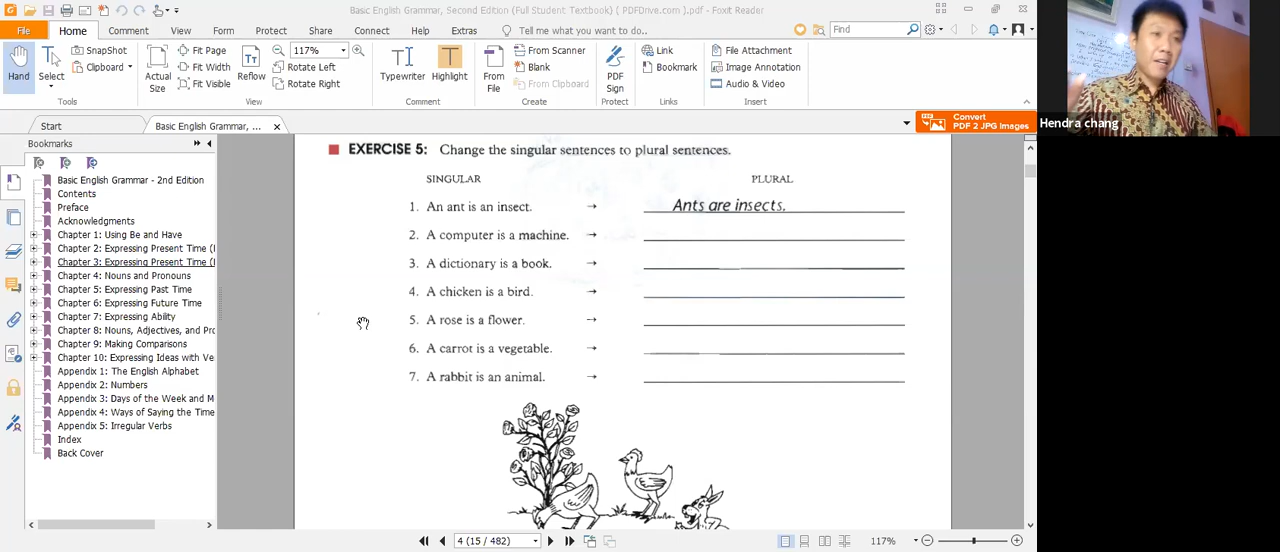 Basic English Grammar, Second Edition (Full Student Textbook) ( PDFDrive.com ).pdf - Foxit Reader
File Home Comment View Form Protect Share Connect Help Extras Tell me what you want to do.. Find
Hand
Select
SnapShot
Clipboard
Tools
Actual Size
Fit Page
Fit Width
Fit Visible
Reflow
117%
Rotate Left
Rotate Right
View
Typewriter
Highlight
Comment
From File
From Scanner
Blank
From Clipboard
Create
PDF Sign
Protect
Link
Bookmark
Links
File Attachment
Image Annotation
Audio & Video
Insert
Start
Basic English Grammar, ...
Convert
PDF 2 JPG Images
Hendra chang
Bookmarks
Basic English Grammar - 2nd Edition
Contents
Preface
Acknowledgments
Chapter 1: Using Be and Have
Chapter 2: Expressing Present Time (
Chapter 3: Expressing Present Time (
Chapter 4: Nouns and Pronouns
Chapter 5: Expressing Past Time
Chapter 6: Expressing Future Time
Chapter 7: Expressing Ability
Chapter 8: Nouns, Adjectives, and Pro
Chapter 9: Making Comparisons
Chapter 10: Expressing Ideas with Ve
Appendix 1: The English Alphabet
Appendix 2: Numbers
Appendix 3: Days of the Week and M
Appendix 4: Ways of Saying the Time
Appendix 5: Irregular Verbs
Index
Back Cover
EXERCISE 5: Change the singular sentences to plural sentences.
SINGULAR PLURAL
1. An ant is an insect. → Ants are insects.
2. A computer is a machine. →
3. A dictionary is a book. →
4. A chicken is a bird. →
5. A rose is a flower. →
6. A carrot is a vegetable. →
7. A rabbit is an animal. →
4 (15 / 482)
117%